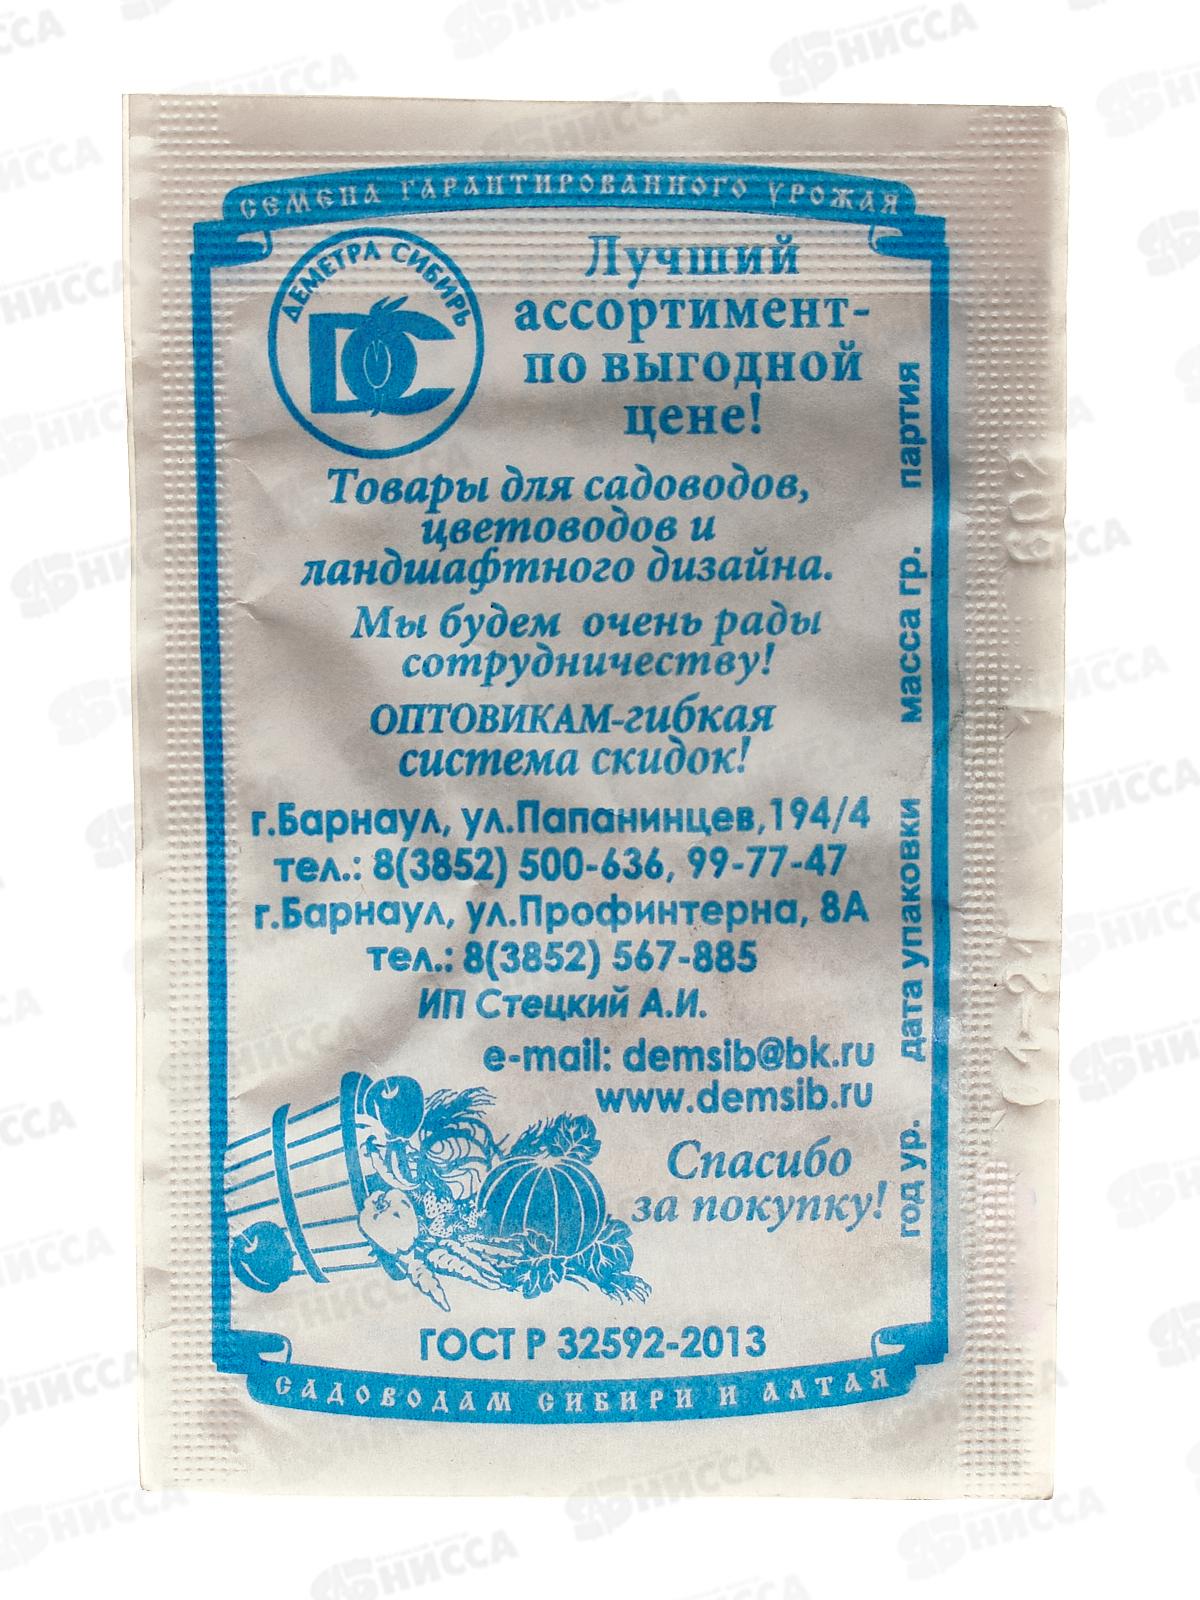 СЕМЕНА ГАРАНТИРОВАННОГО УРОЖАЯ
ДЕМЕТРА СИБИРЬ
ДС
Лучший
ассортимент-
по выгодной
цене!
Товары для садоводов,
цветоводов и
ландшафтного дизайна.
Мы будем очень рады
сотрудничеству!
ОПТОВИКАМ-гибкая
система скидок!
г.Барнаул, ул.Папанинцев,194/4
тел.: 8(3852) 500-636, 99-77-47
г.Барнаул, ул.Профинтерна, 8А
тел.: 8(3852) 567-885
ИП Стецкий А.И.
e-mail: demsib@bk.ru
www.demsib.ru
Спасибо
за покупку!
ГОСТ Р 32592-2013
САДОВОДАМ СИБИРИ И АЛТАЯ
год ур. дата упаковки масса гр. партия
НИССА